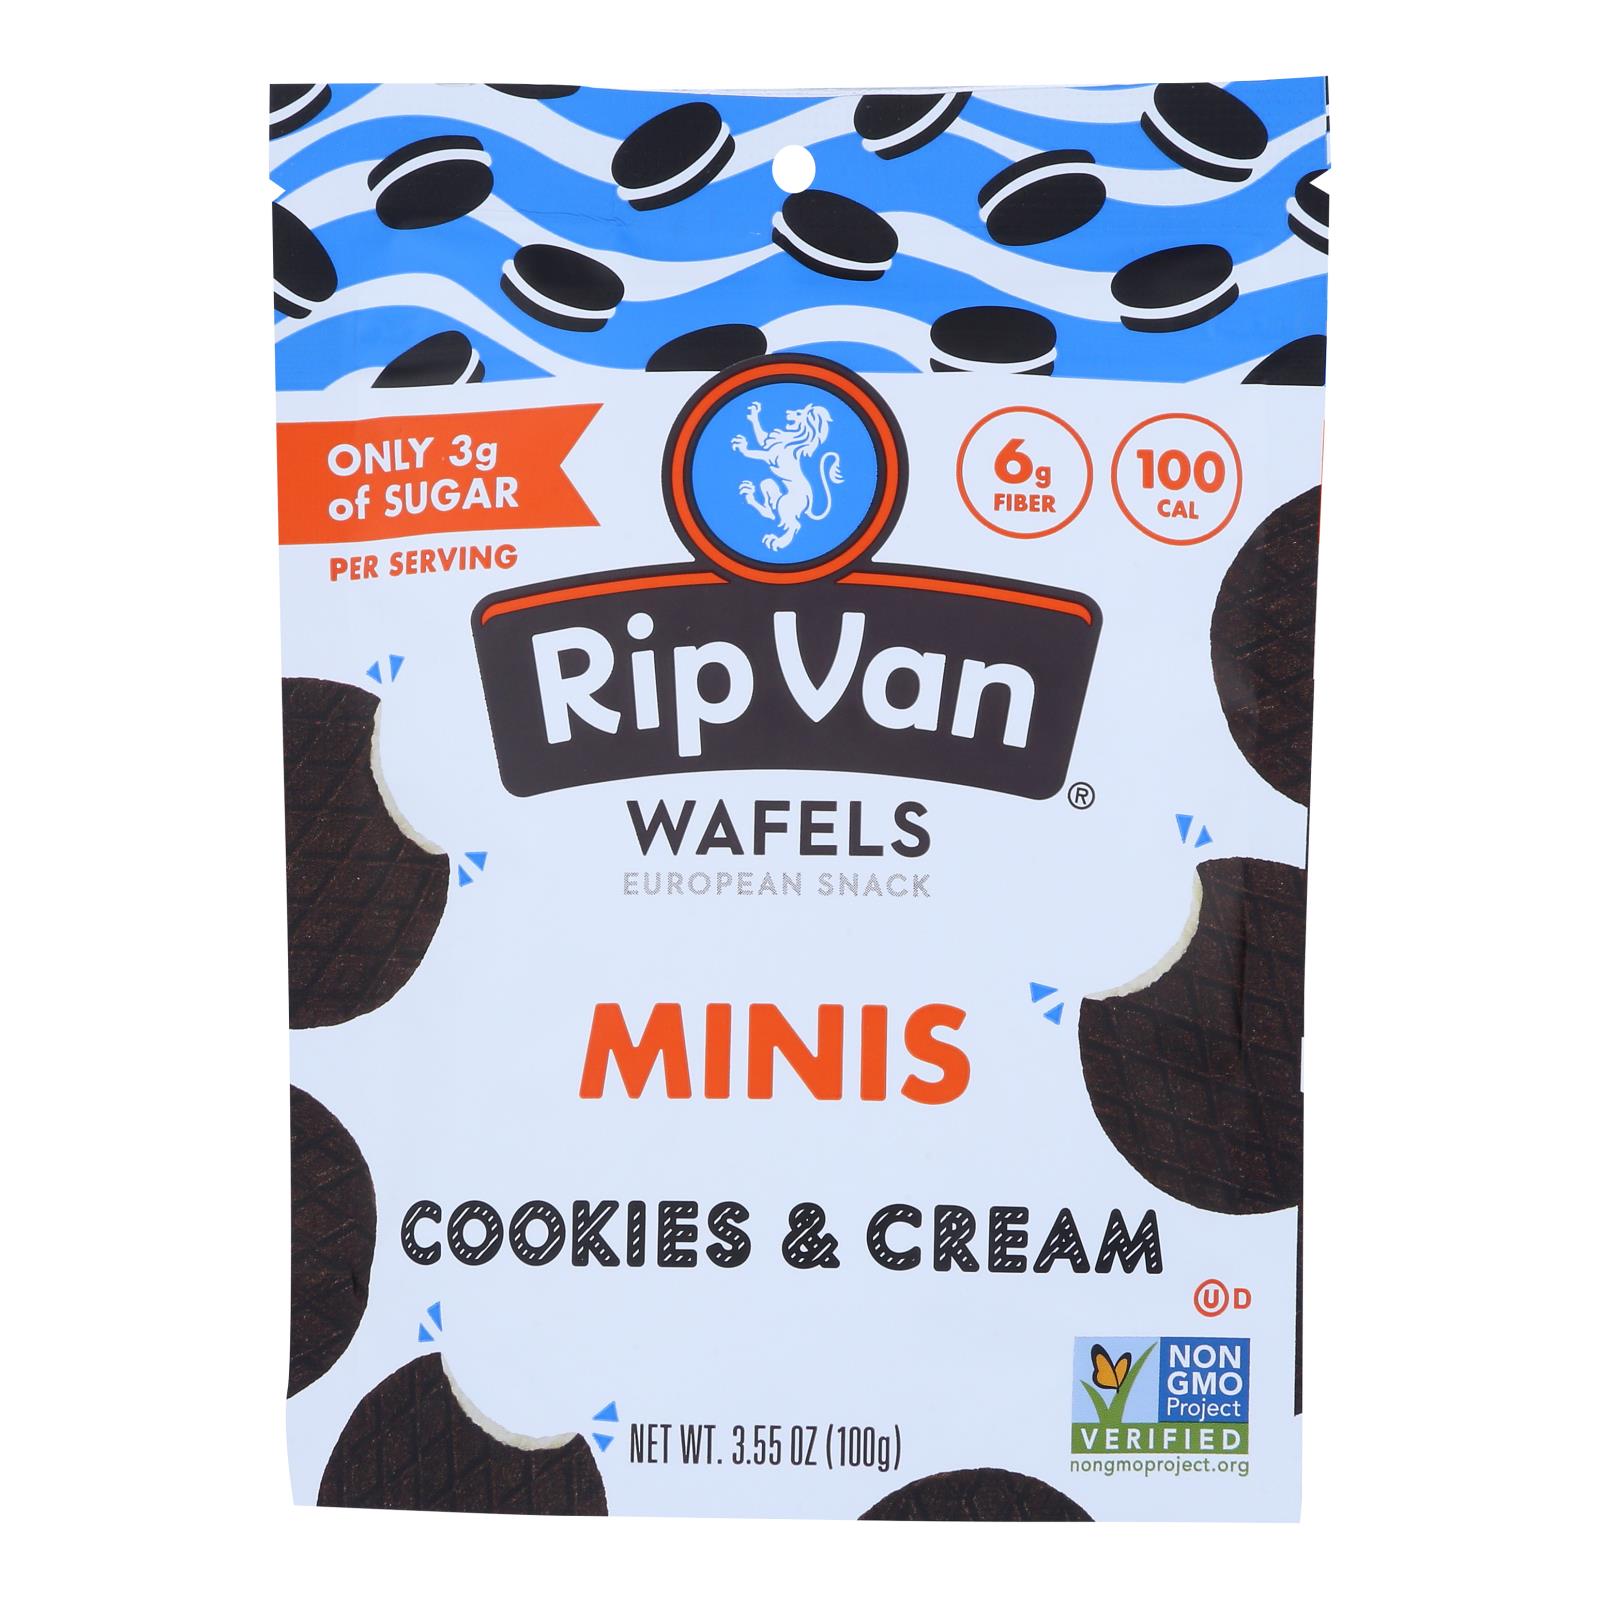 ONLY 3g
of SUGAR
PER SERVING
6g
FIBER
100
CAL
Rip Van
®
WAFELS
EUROPEAN SNACK
MINIS
COOKIES & CREAM
U D
NON
GMO
Project
VERIFIED
nongmoproject.org
NET WT. 3.55 OZ (100g)